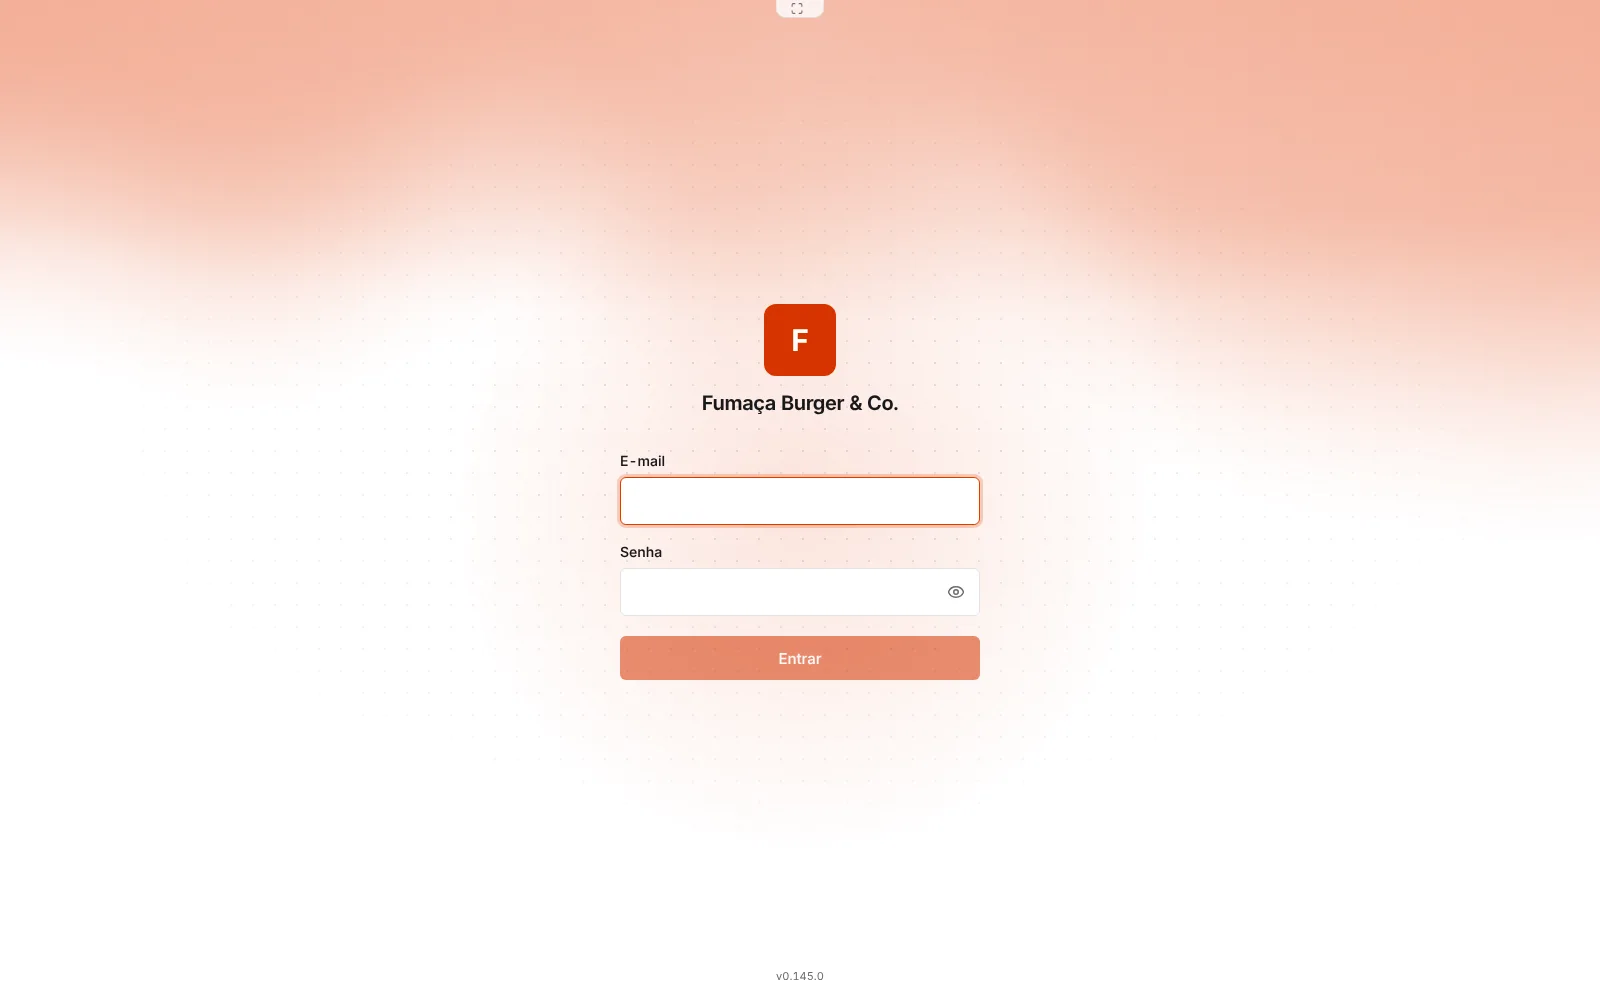 F
Fumaça Burger & Co.
E-mail
Senha
Entrar
v0.145.0